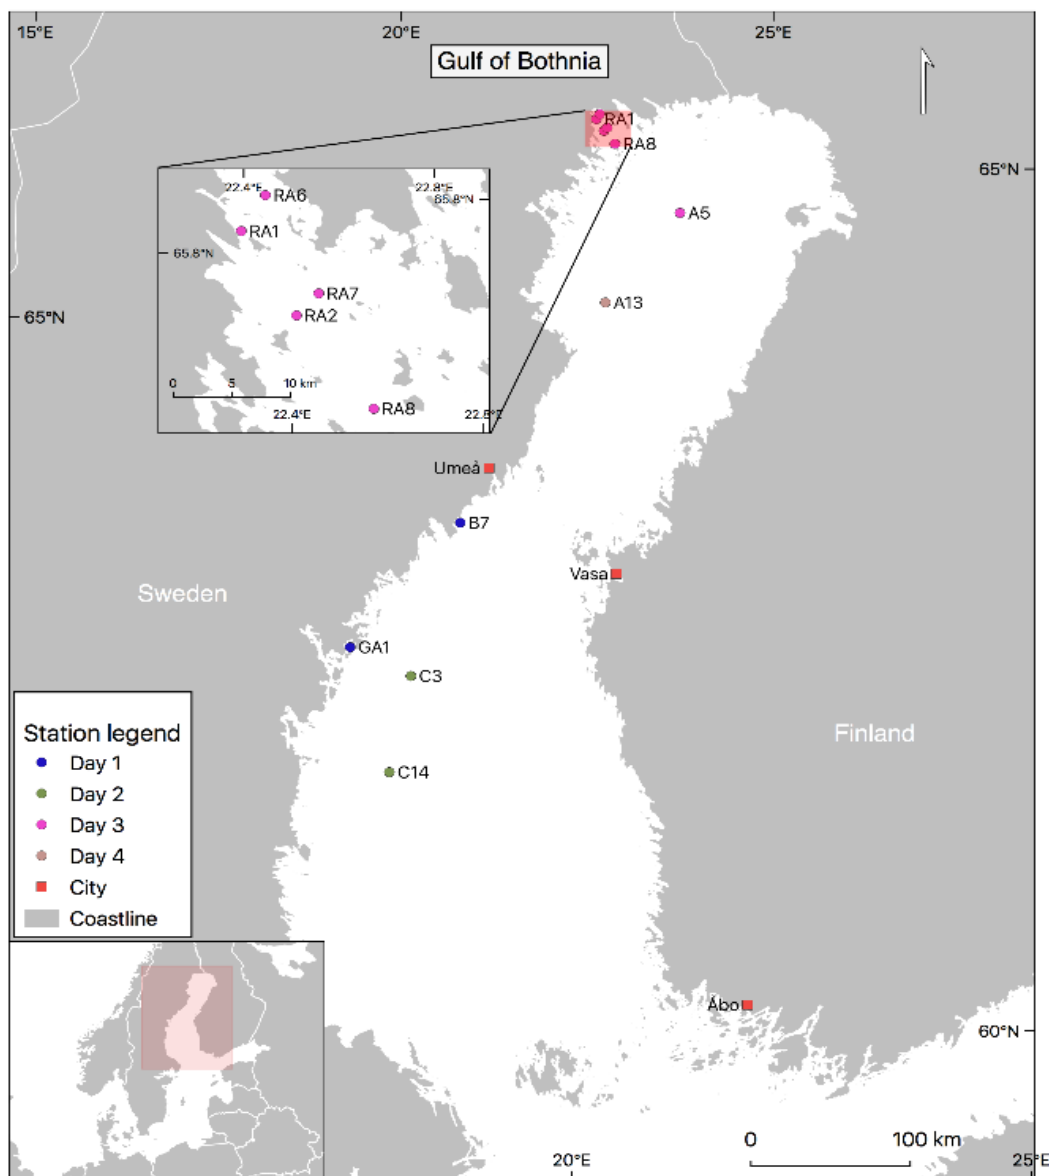 15°E 20°E 25°E
Gulf of Bothnia
RA1
RA8
65°N
22.4°E 22.8°E
RA6
65.8°N
A5
RA1
65.8°N
RA7
A13
RA2
65°N
0 5 10 km
RA8
22.4°E 22.8°E
Umeå
B7
Vasa
Sweden
GA1
C3
Station legend
Finland
Day 1
C14
Day 2
Day 3
Day 4
City
Coastline
Åbo
60°N
0 100 km
20°E 25°E